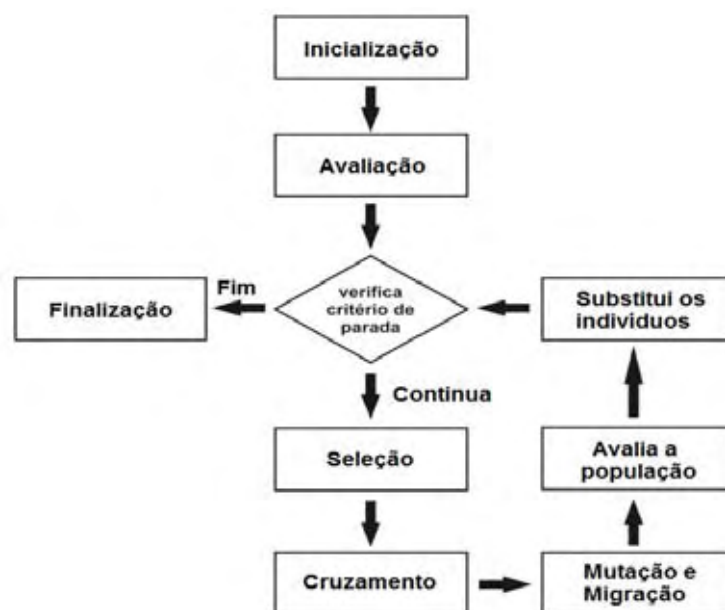 Inicialização
Avaliação
verifica
critério de
parada
Fim
Finalização
Continua
Seleção
Cruzamento
Mutação e
Migração
Avalia a
população
Substitui os
individuos